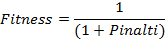 Fitness = 1 / (1 + Pinalti)